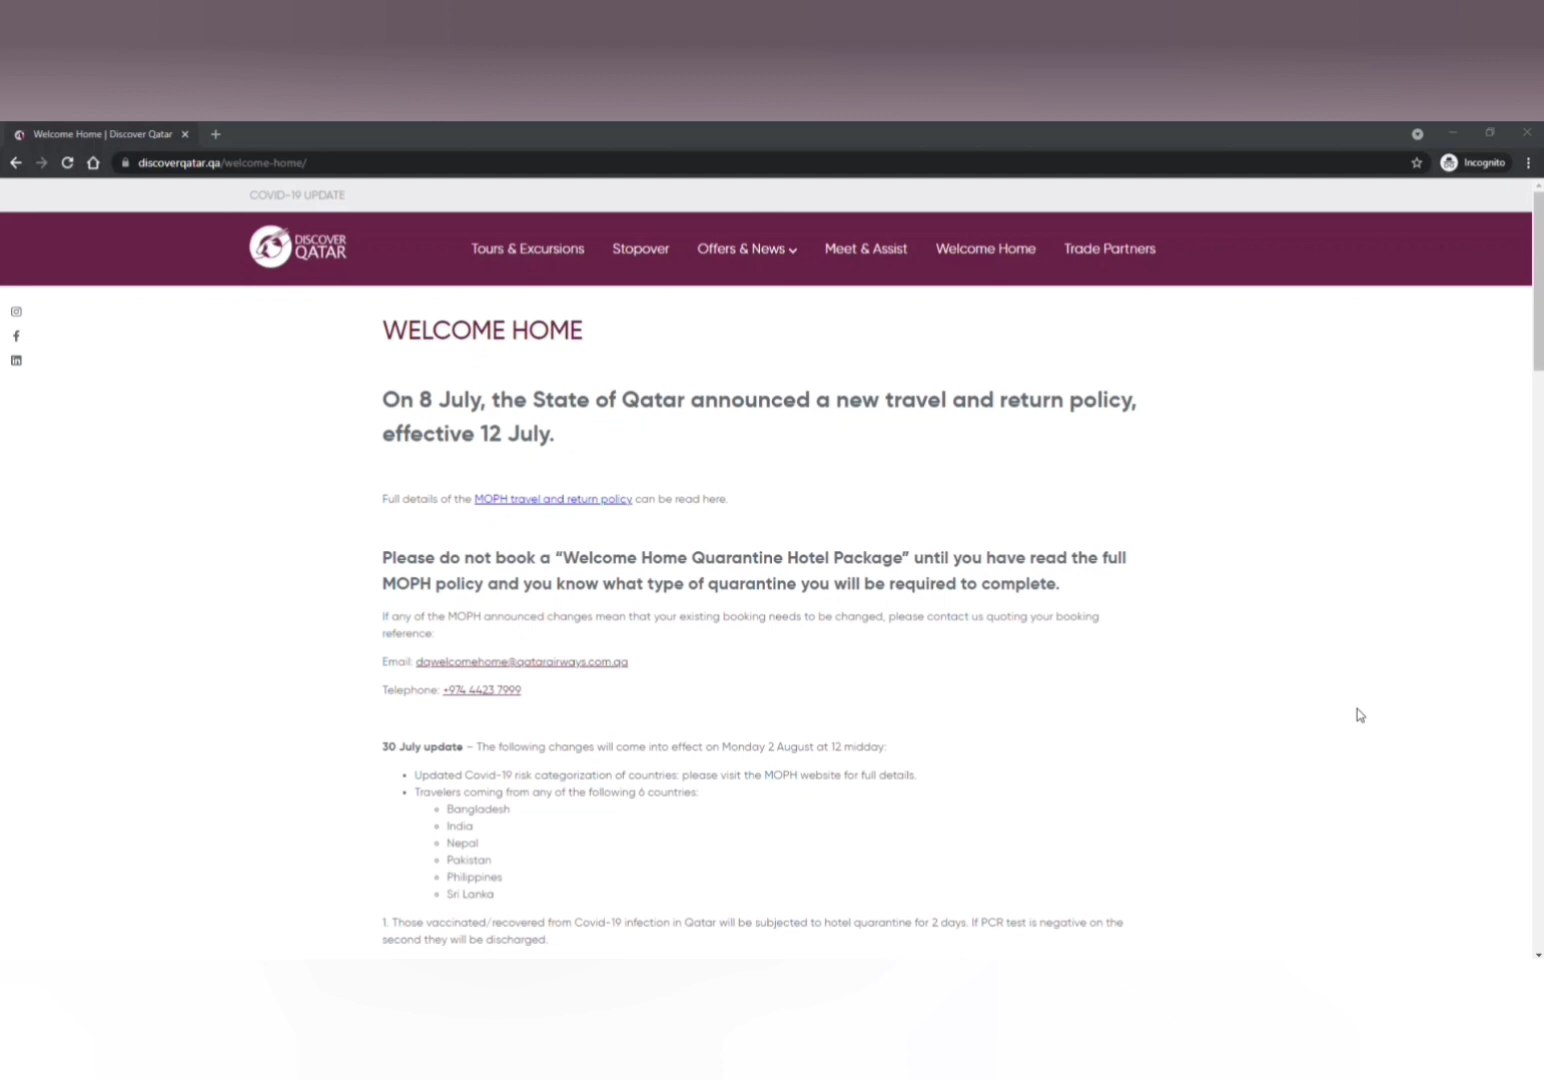 Welcome Home | Discover Qatar
discoverqatar.qa/welcome-home/
Incognito
COVID-19 UPDATE
DISCOVER
QATAR
Tours & Excursions
Stopover
Offers & News
Meet & Assist
Welcome Home
Trade Partners
WELCOME HOME
On 8 July, the State of Qatar announced a new travel and return policy,
effective 12 July.
Full details of the MOPH travel and return policy can be read here.
Please do not book a “Welcome Home Quarantine Hotel Package” until you have read the full
MOPH policy and you know what type of quarantine you will be required to complete.
If any of the MOPH announced changes mean that your existing booking needs to be changed, please contact us quoting your booking
reference:
Email: dqwelcomehome@qatarairways.com.qa
Telephone: +974 4423 7999
30 July update – The following changes will come into effect on Monday 2 August at 12 midday:
Updated Covid-19 risk categorization of countries: please visit the MOPH website for full details.
Travelers coming from any of the following 6 countries:
Bangladesh
India
Nepal
Pakistan
Philippines
Sri Lanka
1. Those vaccinated/recovered from Covid-19 infection in Qatar will be subjected to hotel quarantine for 2 days. If PCR test is negative on the
second they will be discharged.